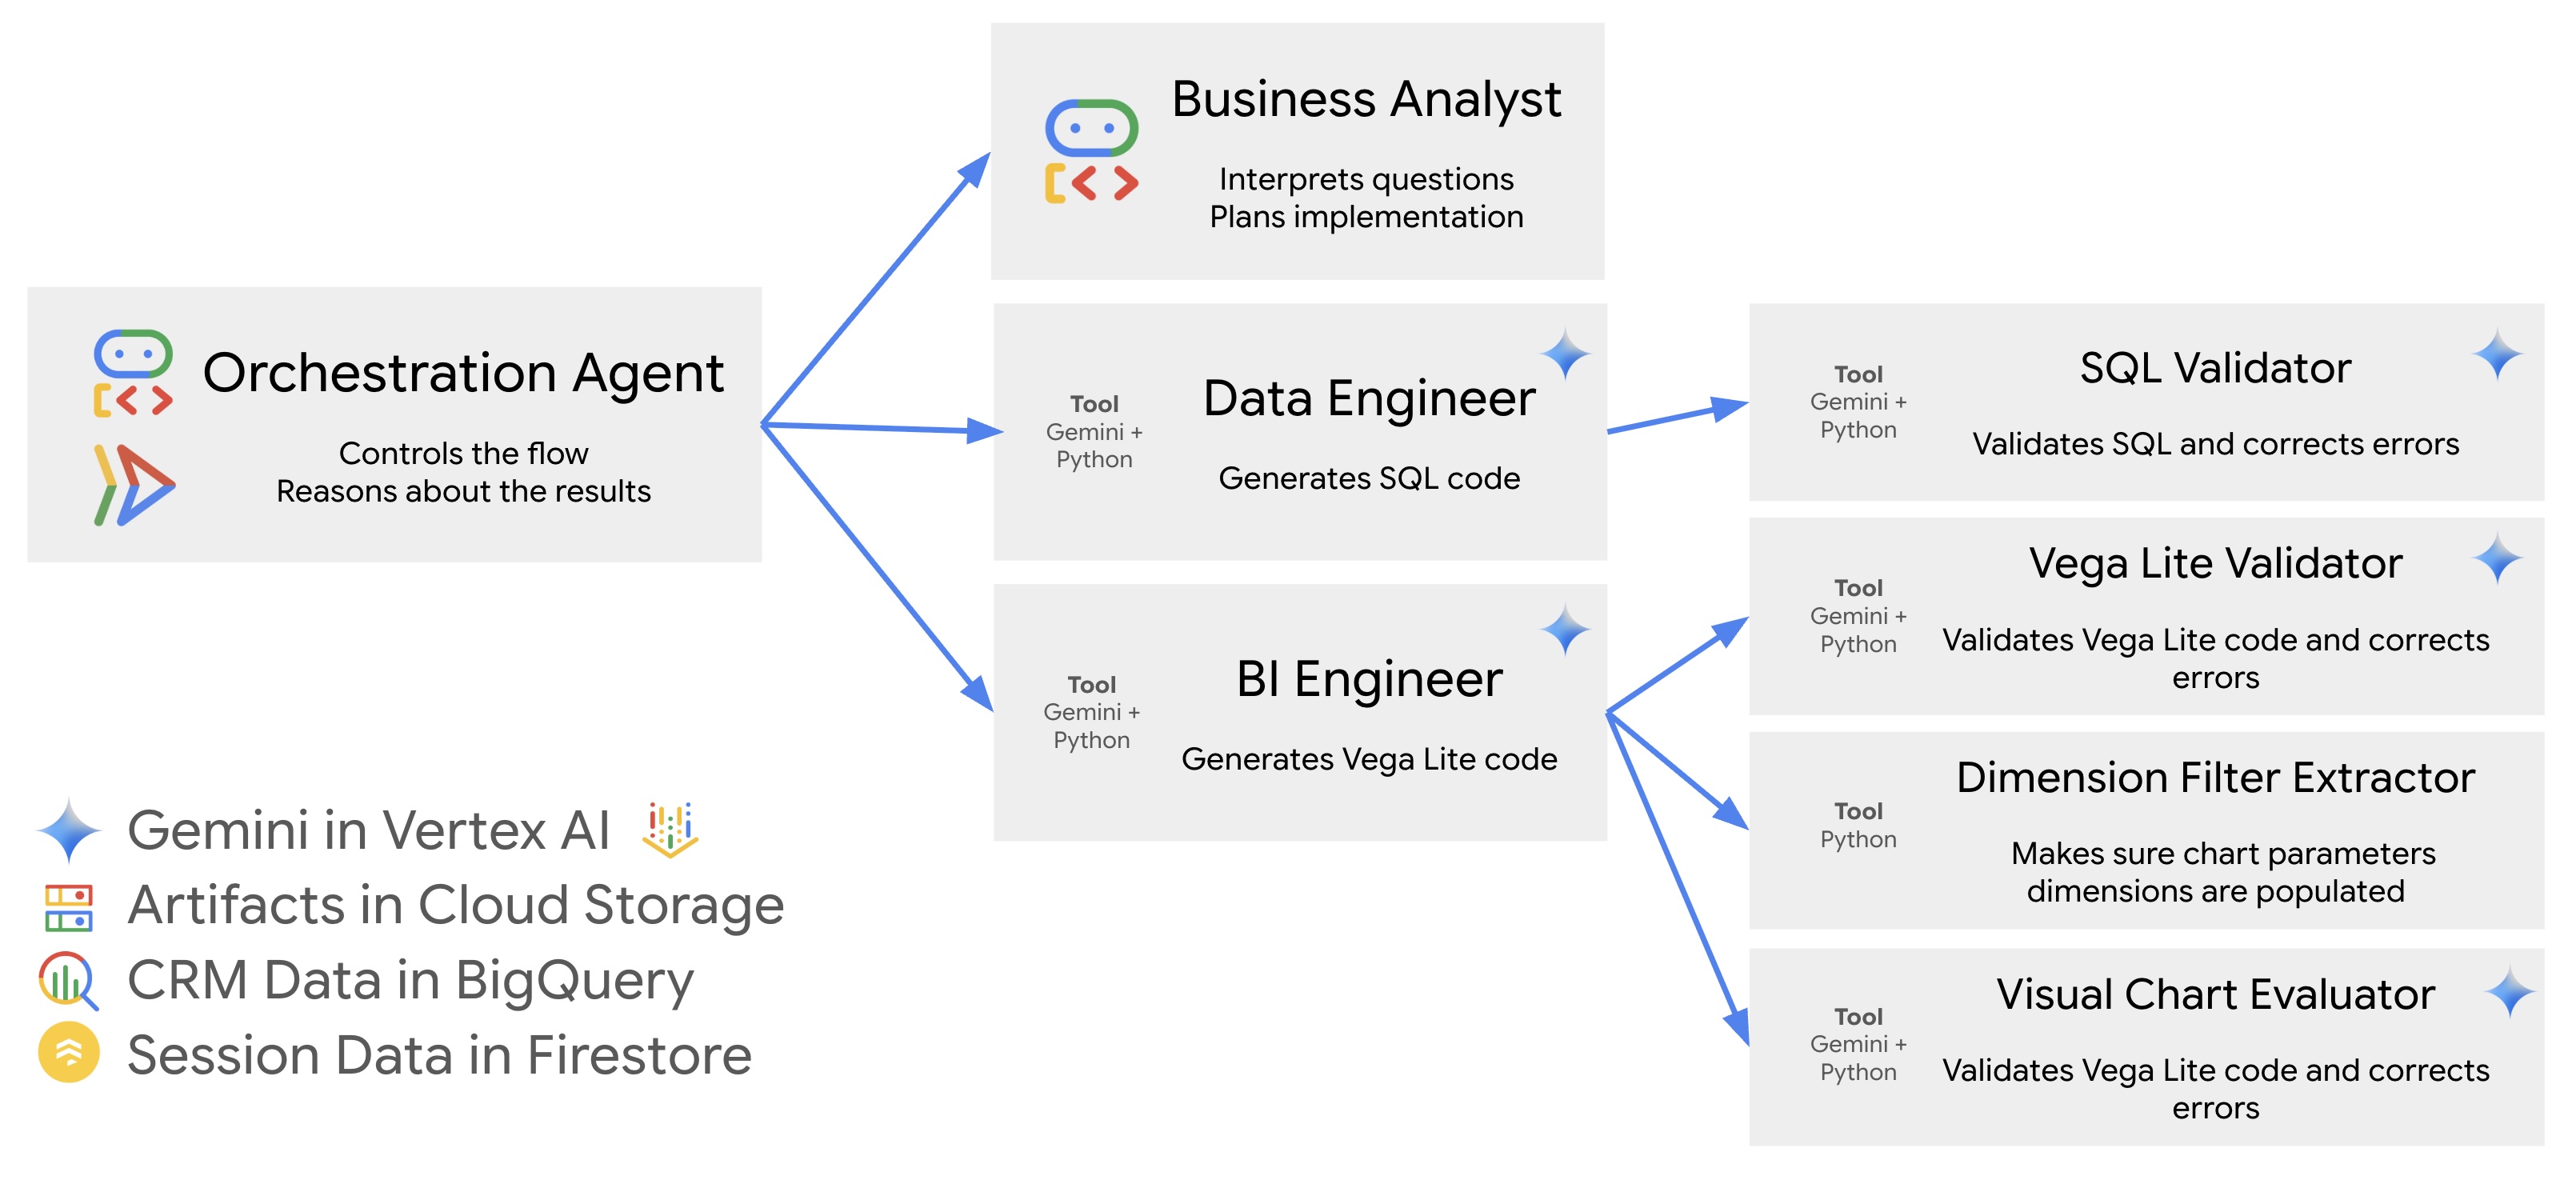 Business Analyst
Interprets questions
Plans implementation
Orchestration Agent
Controls the flow
Reasons about the results
Tool
Gemini +
Python
Data Engineer
Generates SQL code
Tool
Gemini +
Python
BI Engineer
Generates Vega Lite code
Tool
Gemini +
Python
SQL Validator
Validates SQL and corrects errors
Tool
Gemini +
Python
Vega Lite Validator
Validates Vega Lite code and corrects
errors
Tool
Python
Dimension Filter Extractor
Makes sure chart parameters
dimensions are populated
Tool
Gemini +
Python
Visual Chart Evaluator
Validates Vega Lite code and corrects
errors
Gemini in Vertex AI
Artifacts in Cloud Storage
CRM Data in BigQuery
Session Data in Firestore